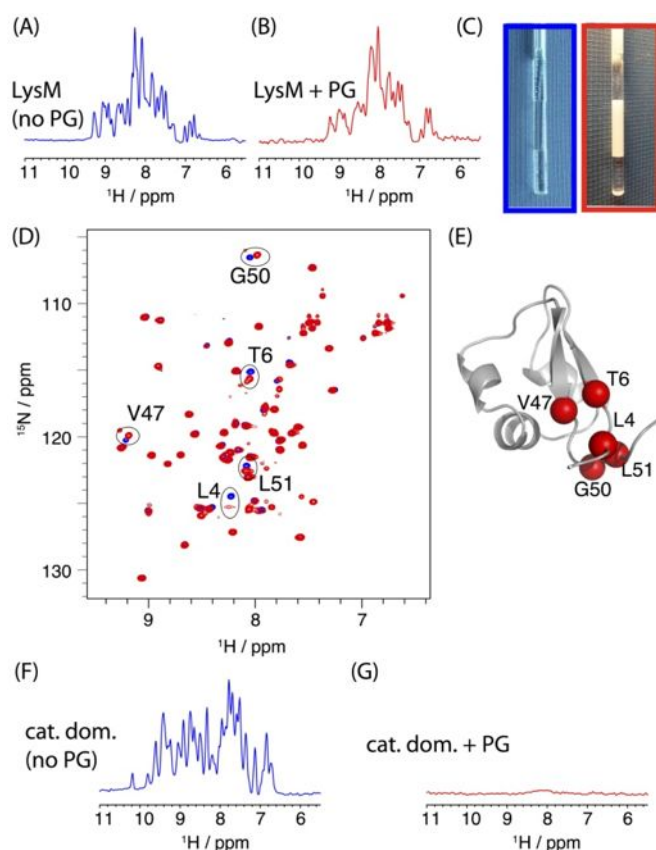 (A)
LysM
(no PG)
11 10 9 8 7 6
¹H / ppm
(B)
LysM + PG
11 10 9 8 7 6
¹H / ppm
(C)
(D)
G50
T6
V47
L51
L4
110
120
130
¹⁵N / ppm
9 8 7
¹H / ppm
(E)
V47
T6
L4
L51
G50
(F)
cat. dom.
(no PG)
11 10 9 8 7 6
¹H / ppm
(G)
cat. dom. + PG
11 10 9 8 7 6
¹H / ppm